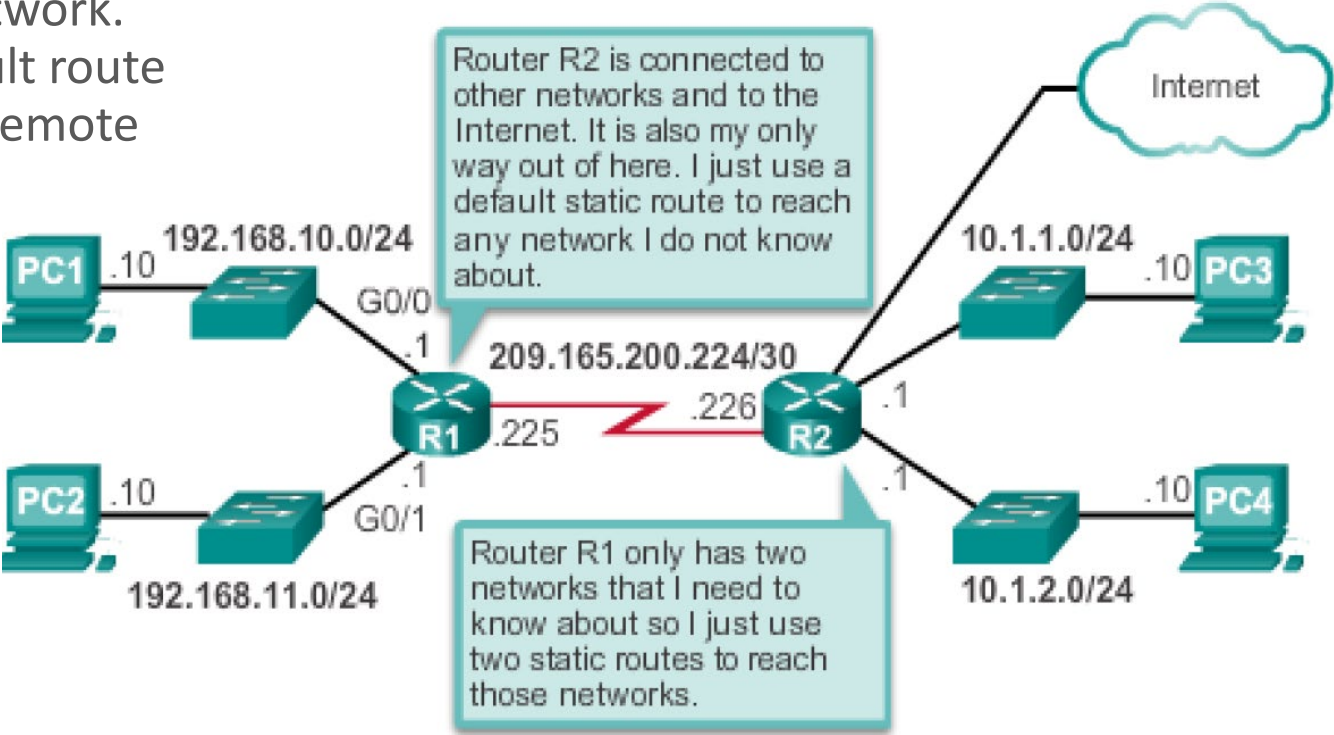 twork.
ult route
emote
Router R2 is connected to
other networks and to the
Internet. It is also my only
way out of here. I just use a
default static route to reach
any network I do not know
about.
Internet
192.168.10.0/24
10.1.1.0/24
PC1
.10
.10
PC3
G0/0
.1
209.165.200.224/30
.226
.1
R1
.225
R2
PC2
.10
.1
G0/1
.1
.10
PC4
192.168.11.0/24
10.1.2.0/24
Router R1 only has two
networks that I need to
know about so I just use
two static routes to reach
those networks.